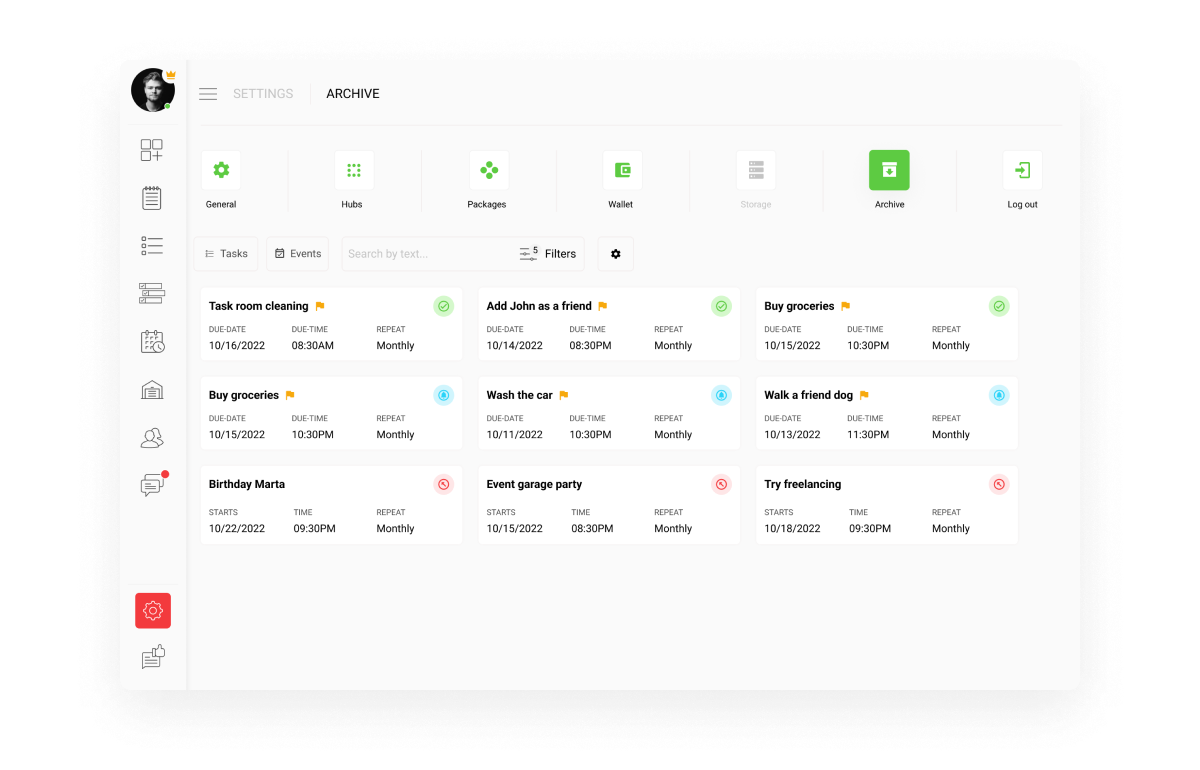 SETTINGS ARCHIVE
General Hubs Packages Wallet Storage Archive Log out
Tasks Events Search by text... 5 Filters
Task room cleaning Add John as a friend Buy groceries
DUE-DATE DUE-TIME REPEAT DUE-DATE DUE-TIME REPEAT DUE-DATE DUE-TIME REPEAT
10/16/2022 08:30AM Monthly 10/14/2022 08:30PM Monthly 10/15/2022 10:30PM Monthly
Buy groceries Wash the car Walk a friend dog
DUE-DATE DUE-TIME REPEAT DUE-DATE DUE-TIME REPEAT DUE-DATE DUE-TIME REPEAT
10/15/2022 10:30PM Monthly 10/11/2022 10:30PM Monthly 10/13/2022 11:30PM Monthly
Birthday Marta Event garage party Try freelancing
STARTS TIME REPEAT STARTS TIME REPEAT STARTS TIME REPEAT
10/22/2022 09:30PM Monthly 10/15/2022 08:30PM Monthly 10/18/2022 09:30PM Monthly